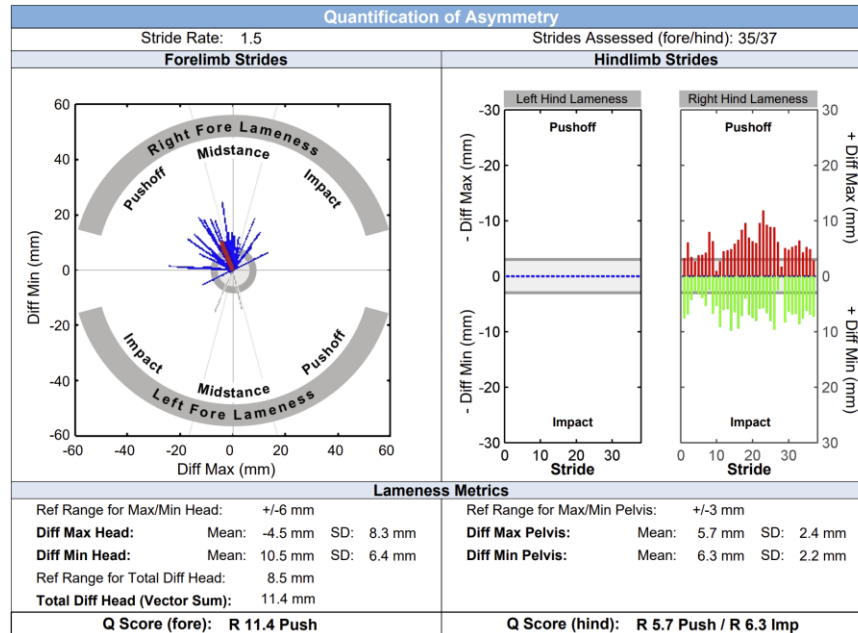 Quantification of Asymmetry
Stride Rate: 1.5
Strides Assessed (fore/hind): 35/37
Forelimb Strides
Hindlimb Strides
60
40
20
0
-20
-40
-60
Diff Min (mm)
-60 -40 -20 0 20 40 60
Diff Max (mm)
Right Fore Lameness
Pushoff
Midstance
Impact
Impact
Midstance
Pushoff
Left Fore Lameness
Left Hind Lameness
Right Hind Lameness
-30
-20
-10
0
-10
-20
-30
- Diff Max (mm)
- Diff Min (mm)
Pushoff
Impact
0 10 20 30
Stride
Pushoff
Impact
0 10 20 30
Stride
30
20
10
0
10
20
30
+ Diff Max (mm)
+ Diff Min (mm)
Lameness Metrics
Ref Range for Max/Min Head: +/-6 mm
Diff Max Head: Mean: -4.5 mm SD: 8.3 mm
Diff Min Head: Mean: 10.5 mm SD: 6.4 mm
Ref Range for Total Diff Head: 8.5 mm
Total Diff Head (Vector Sum): 11.4 mm
Ref Range for Max/Min Pelvis: +/-3 mm
Diff Max Pelvis: Mean: 5.7 mm SD: 2.4 mm
Diff Min Pelvis: Mean: 6.3 mm SD: 2.2 mm
Q Score (fore): R 11.4 Push
Q Score (hind): R 5.7 Push / R 6.3 Imp